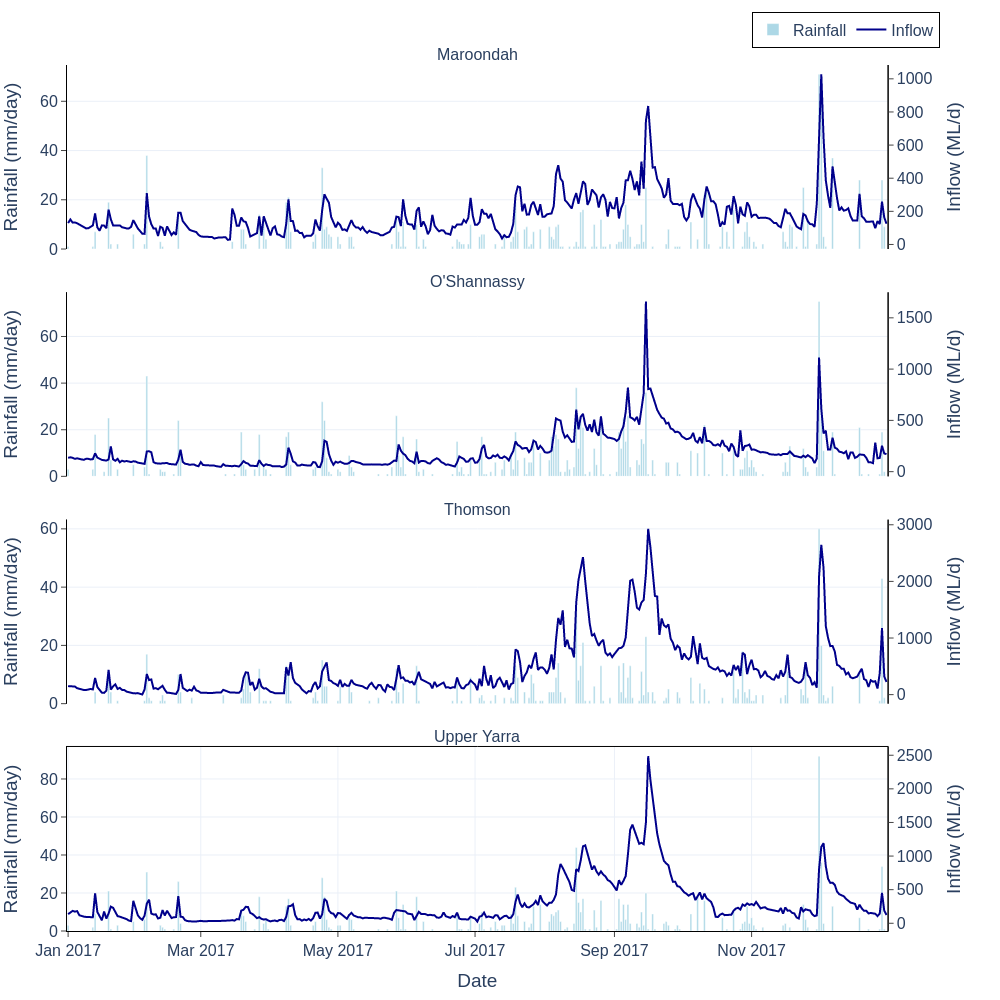 Rainfall Inflow
Maroondah
Rainfall (mm/day)
60
40
20
0
1000
800
600
400
200
0
Inflow (ML/d)
O'Shannassy
Rainfall (mm/day)
60
40
20
0
1500
1000
500
0
Inflow (ML/d)
Thomson
Rainfall (mm/day)
60
40
20
0
3000
2000
1000
0
Inflow (ML/d)
Upper Yarra
Rainfall (mm/day)
80
60
40
20
0
2500
2000
1500
1000
500
0
Inflow (ML/d)
Jan 2017 Mar 2017 May 2017 Jul 2017 Sep 2017 Nov 2017
Date